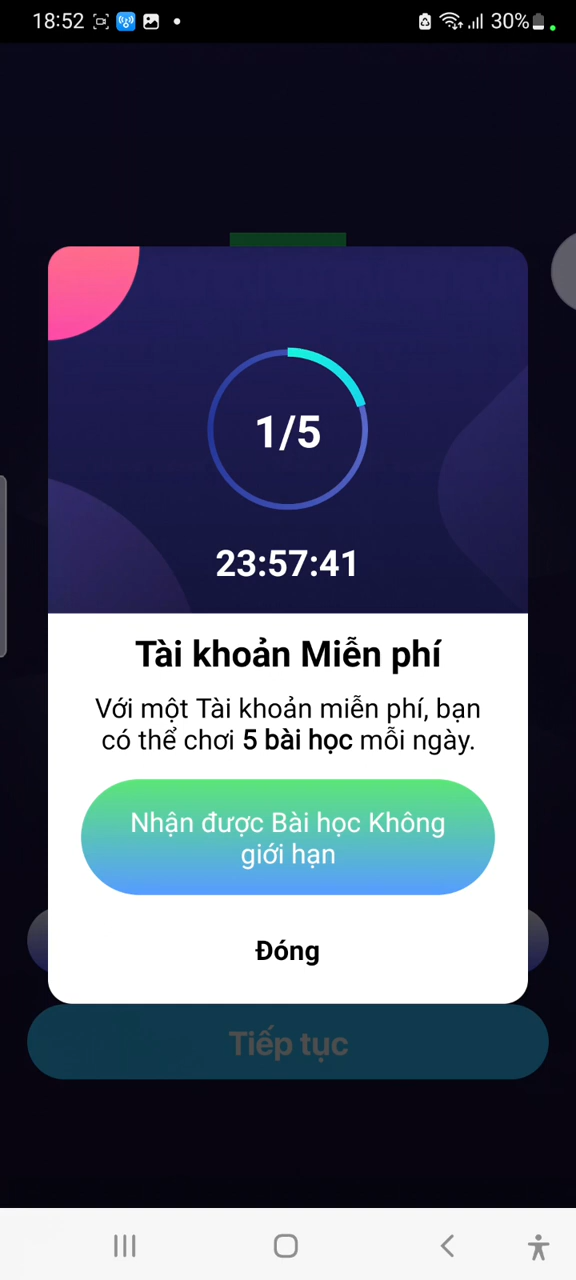 18:52
30%
1/5
23:57:41
Tài khoản Miễn phí
Với một Tài khoản miễn phí, bạn
có thể chơi 5 bài học mỗi ngày.
Nhận được Bài học Không
giới hạn
Đóng
Tiếp tục